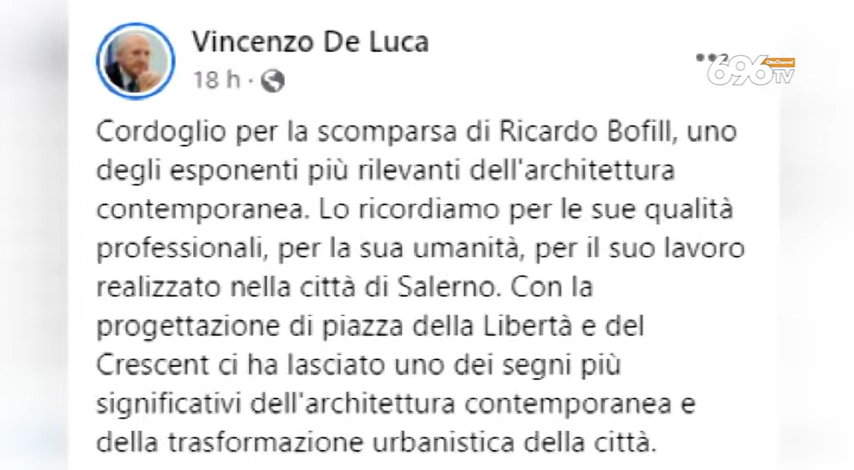 Vincenzo De Luca
18 h ·
696 TV
OttoChannel
Cordoglio per la scomparsa di Ricardo Bofill, uno
degli esponenti più rilevanti dell'architettura
contemporanea. Lo ricordiamo per le sue qualità
professionali, per la sua umanità, per il suo lavoro
realizzato nella città di Salerno. Con la
progettazione di piazza della Libertà e del
Crescent ci ha lasciato uno dei segni più
significativi dell'architettura contemporanea e
della trasformazione urbanistica della città.